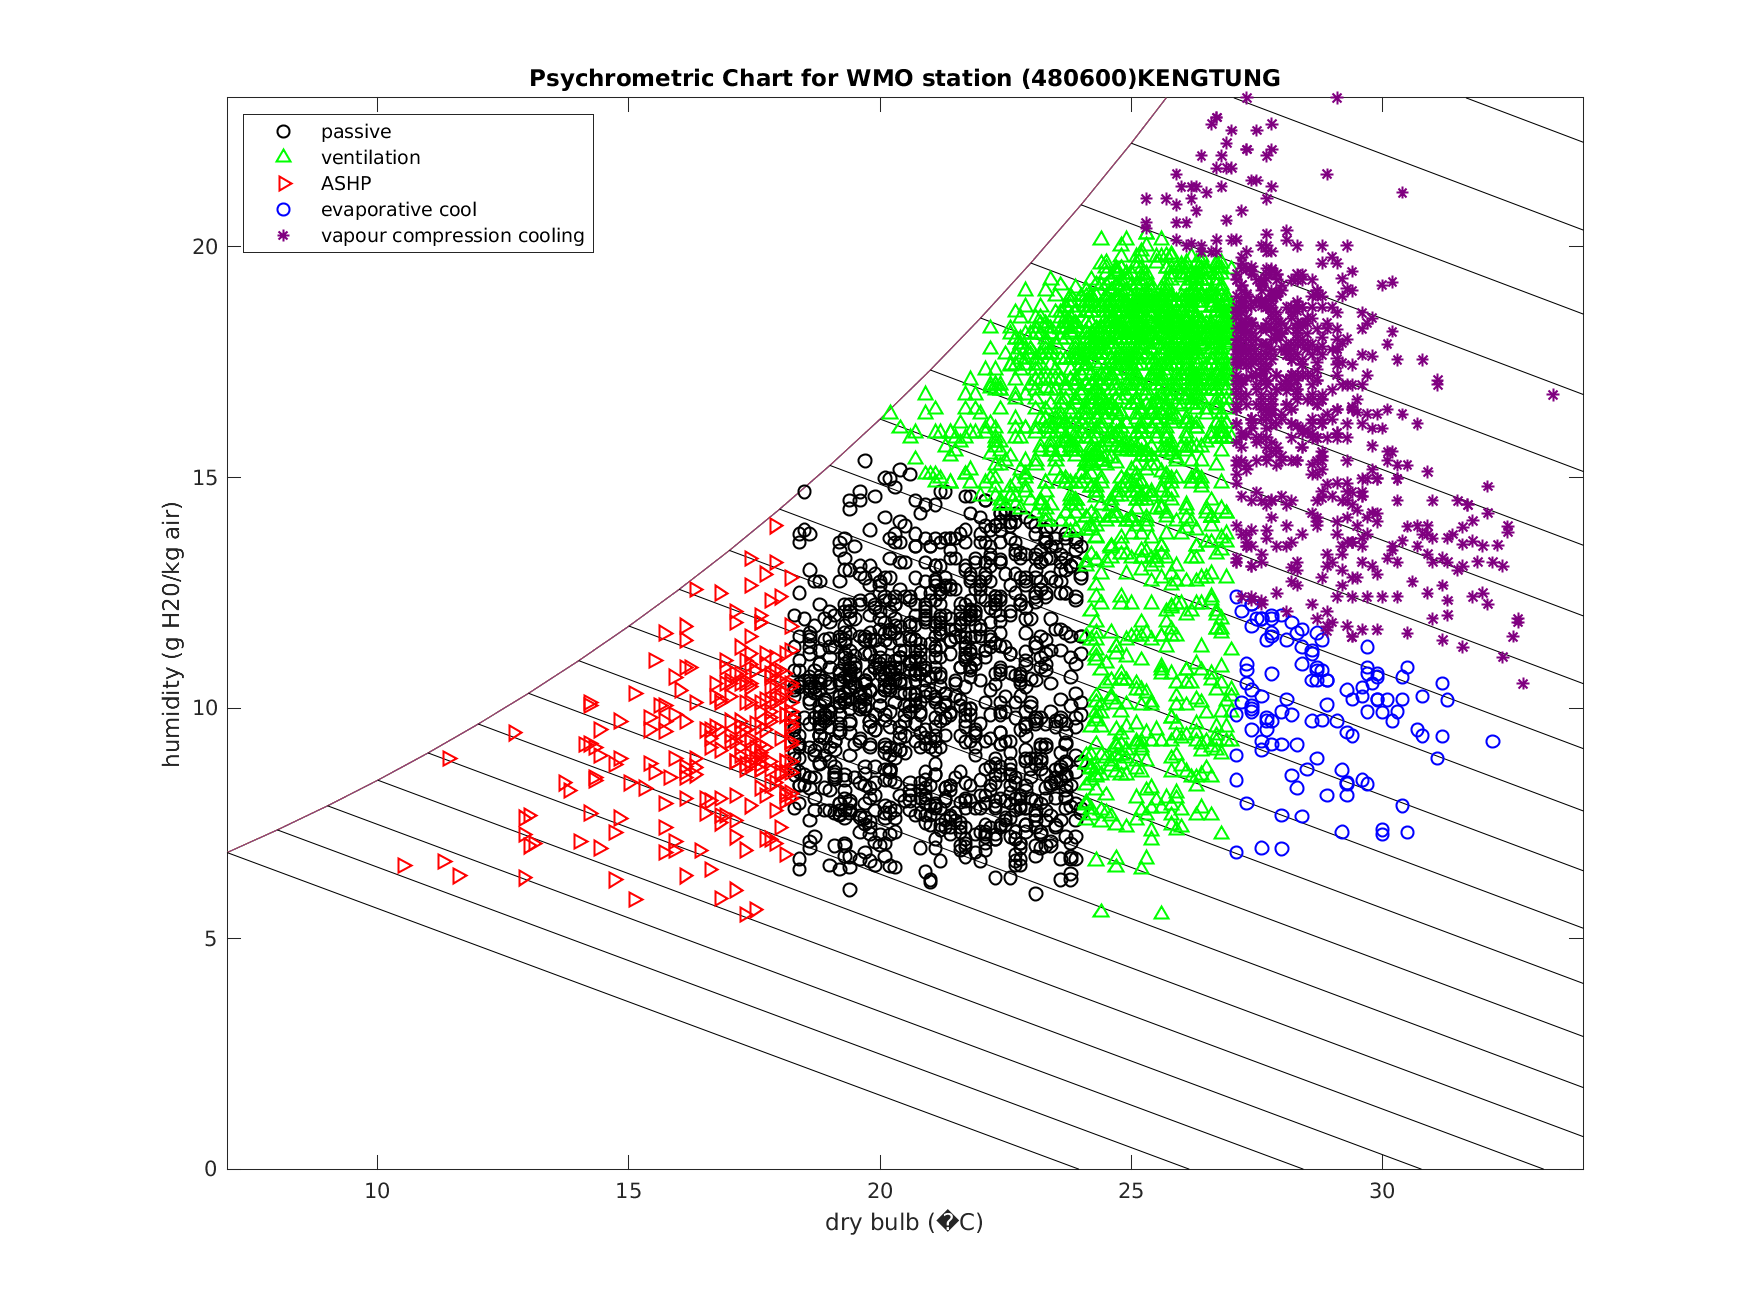 Psychrometric Chart for WMO station (480600)KENGTUNG
passive
ventilation
ASHP
evaporative cool
vapour compression cooling
humidity (g H20/kg air)
20
15
10
5
0
10 15 20 25 30
dry bulb (�C)